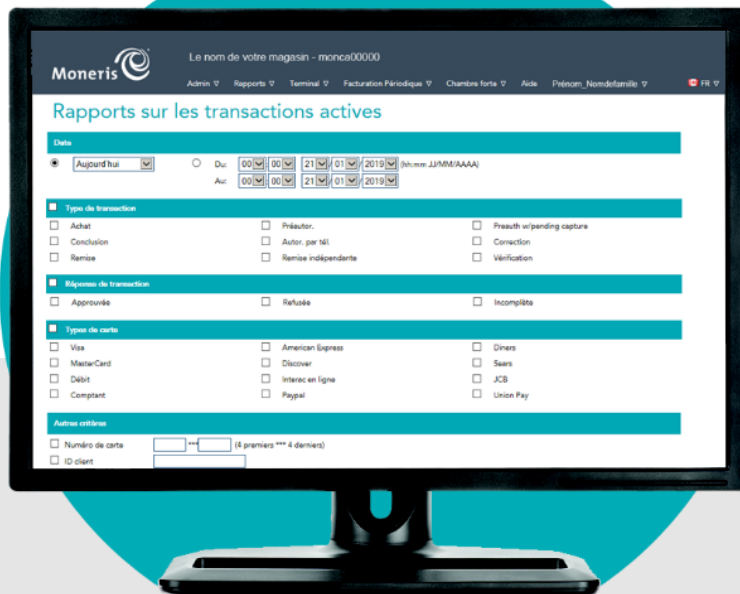 Moneris
Le nom de votre magasin - monca00000
Admin Rapports Terminal Facturation Périodique Chambre forte Aide Prénom_Nomdefamille FR
Rapports sur les transactions actives
Date
Aujourd'hui Du: 00 : 00 21 / 01 / 2019 (hh:mm JJ/MM/AAAA)
Au: 00 : 00 21 / 01 / 2019
Type de transaction
Achat Préautor. Preauth w/pending capture
Conclusion Autor. par tél. Correction
Remise Remise indépendante Vérification
Réponse de transaction
Approuvée Refusée Incomplète
Types de carte
Visa American Express Diners
MasterCard Discover Sears
Débit Interac en ligne JCB
Comptant Paypal Union Pay
Autres critères
Numéro de carte *** (4 premiers *** 4 derniers)
ID client